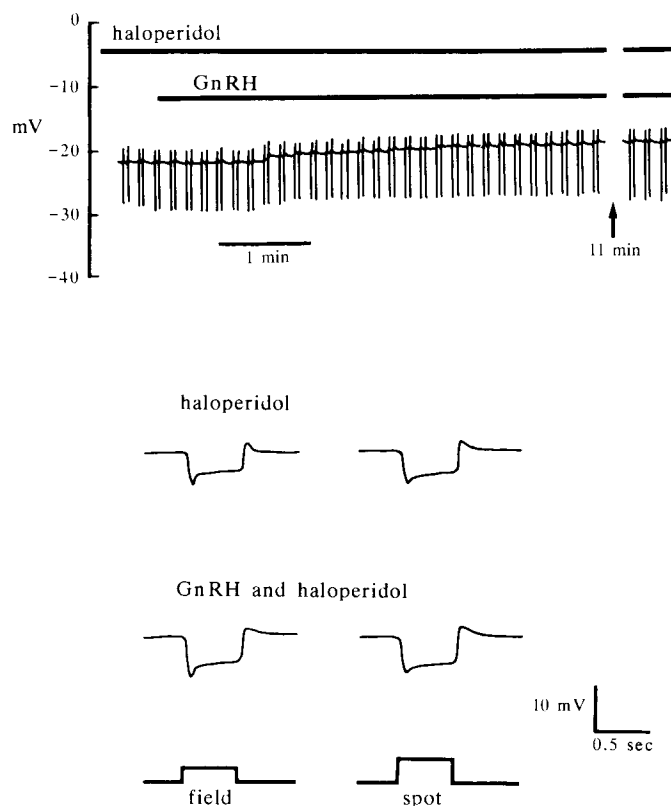 0
haloperidol
-10
GnRH
mV
-20
-30
1 min
11 min
-40
haloperidol
GnRH and haloperidol
10 mV
0.5 sec
field
spot